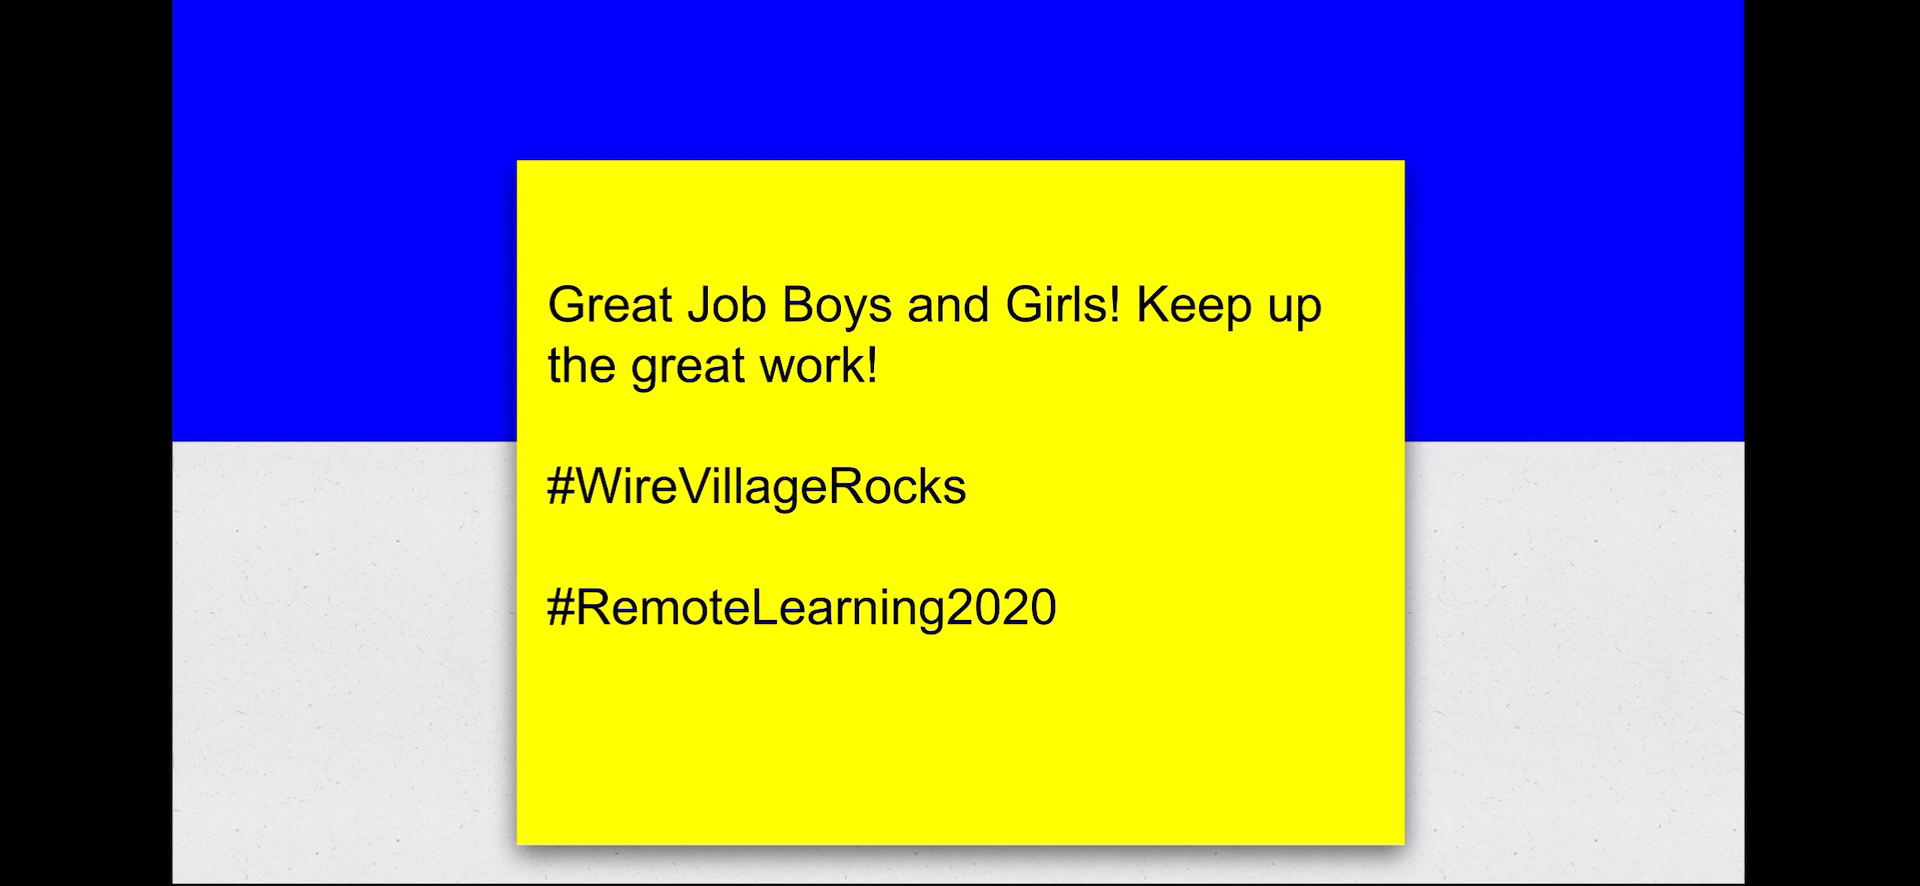 Great Job Boys and Girls! Keep up
the great work!
#WireVillageRocks
#RemoteLearning2020